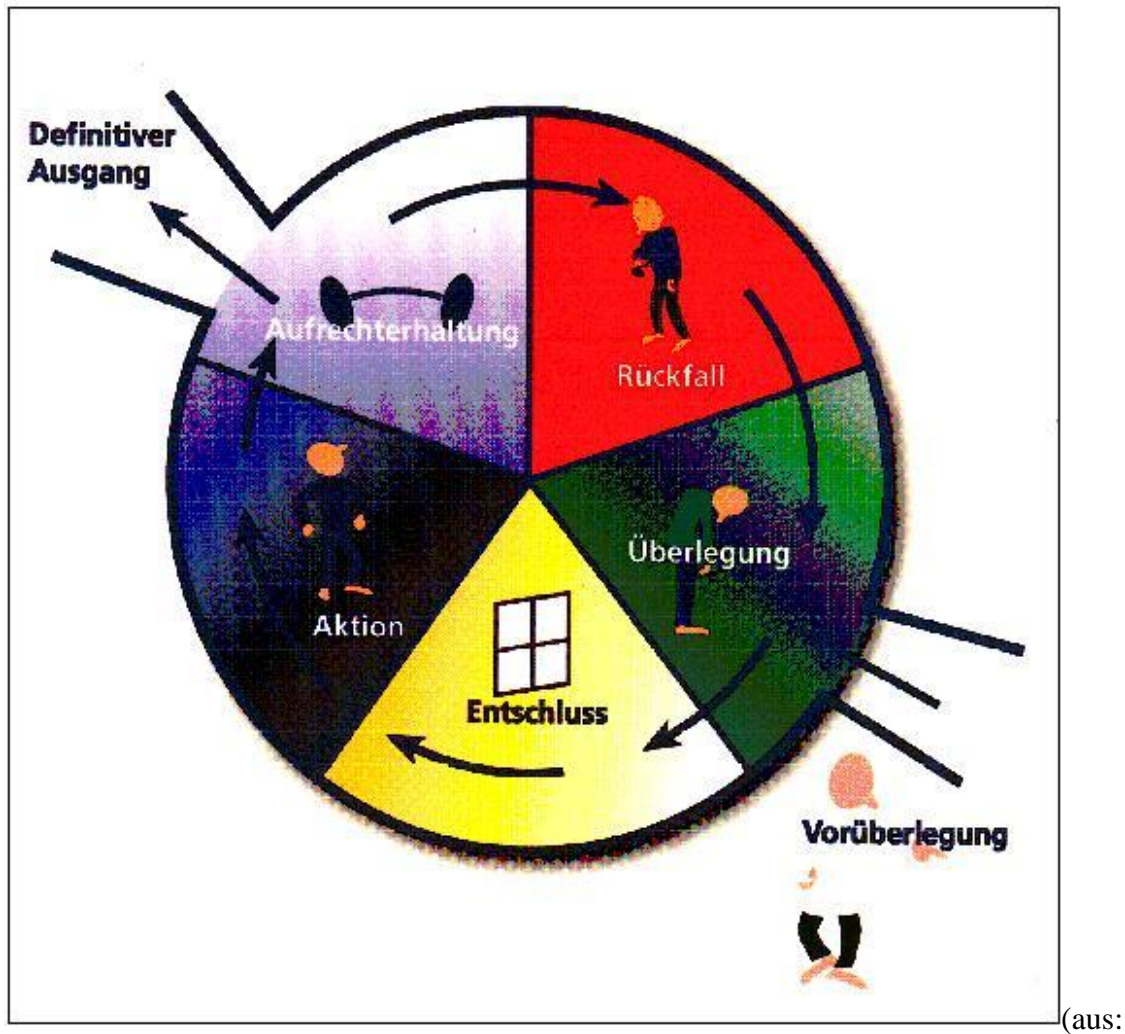 Definitiver
Ausgang
Aufrechterhaltung
Rückfall
Überlegung
Aktion
Entschluss
Vorüberlegung
(aus: